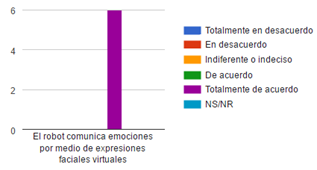 6
4
2
0
El robot comunica emociones
por medio de expresiones
faciales virtuales
Totalmente en desacuerdo
En desacuerdo
Indiferente o indeciso
De acuerdo
Totalmente de acuerdo
NS/NR